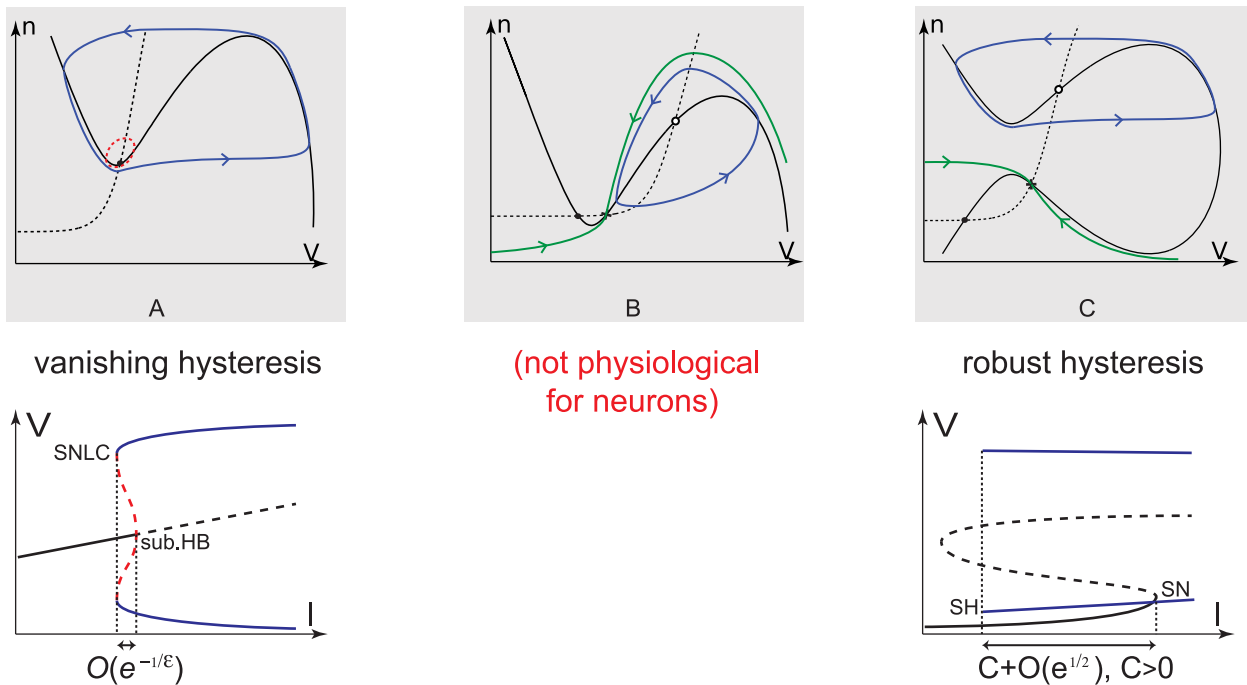 n
V
A
n
V
B
n
V
C
vanishing hysteresis
(not physiological
for neurons)
robust hysteresis
V
SNLC
sub.HB
I
O(e^{-1/ε})
V
SN
SH
I
C+O(e^{1/2}), C>0